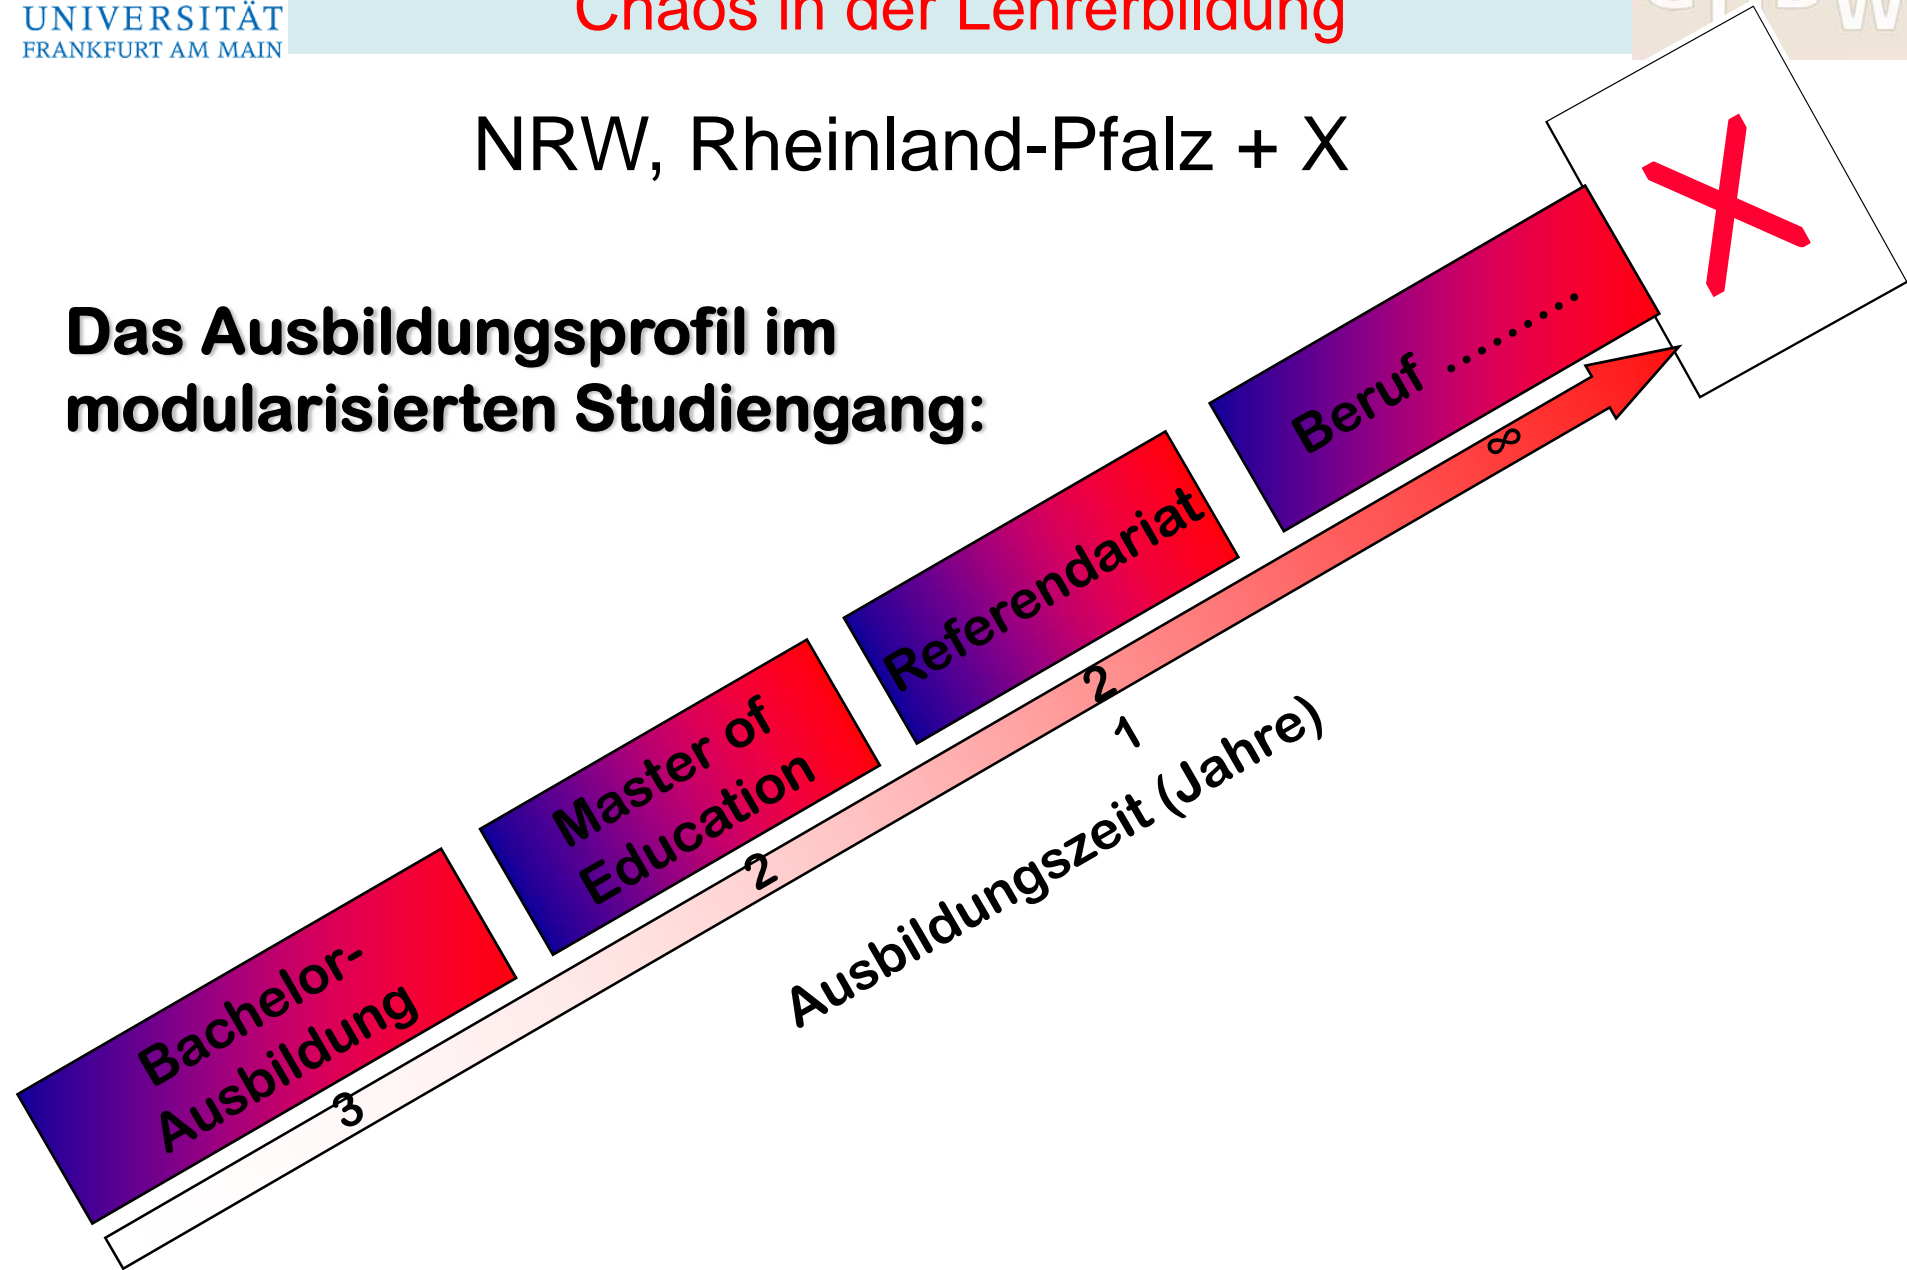 UNIVERSITÄT
FRANKFURT AM MAIN
Chaos in der Lehrerbildung
NRW, Rheinland-Pfalz + X
X
Das Ausbildungsprofil im
modularisierten Studiengang:
Beruf .........
∞
Referendariat
2
1
Master of
Education
2
Ausbildungszeit (Jahre)
Bachelor-
Ausbildung
3